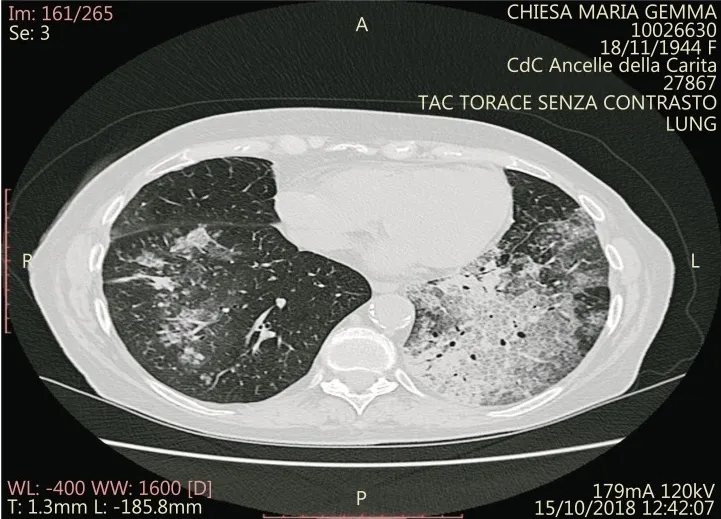 Im: 161/265
Se: 3
A
CHIESA MARIA GEMMA
10026630
18/11/1944 F
CdC Ancelle della Carita
27867
TAC TORACE SENZA CONTRASTO
LUNG
R
L
WL: -400 WW: 1600 [D]
T: 1.3mm L: -185.8mm
P
179mA 120kV
15/10/2018 12:42:07